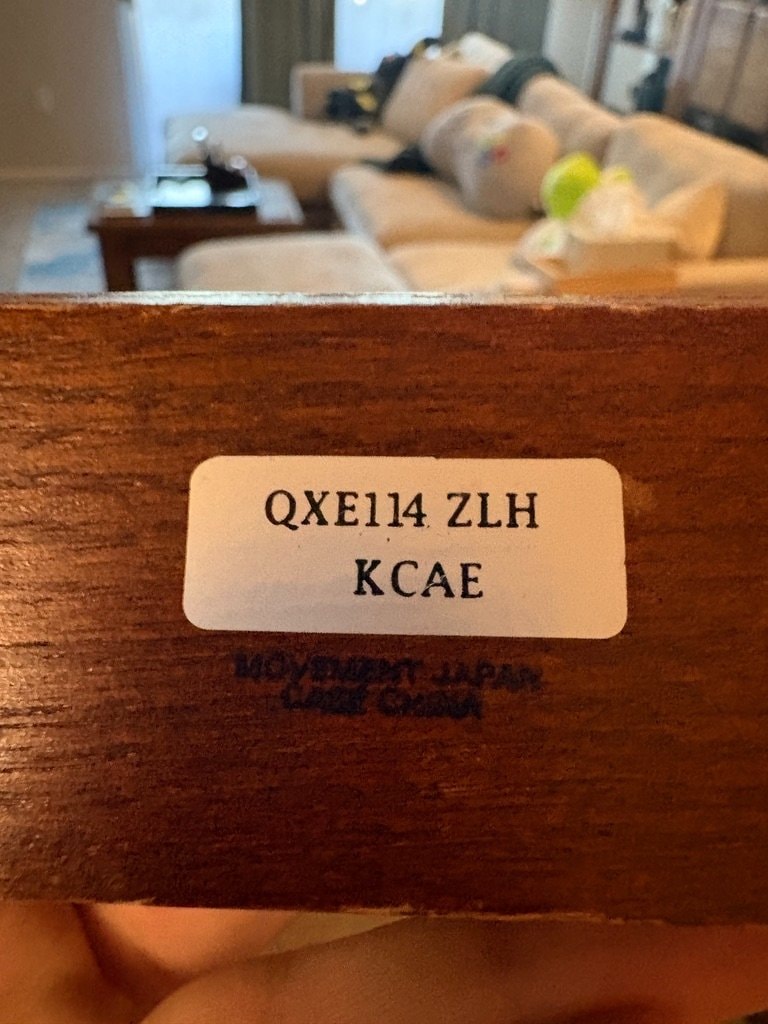 QXE114 ZLH
KCAE
MOVEMENT JAPAN
CASE CHINA